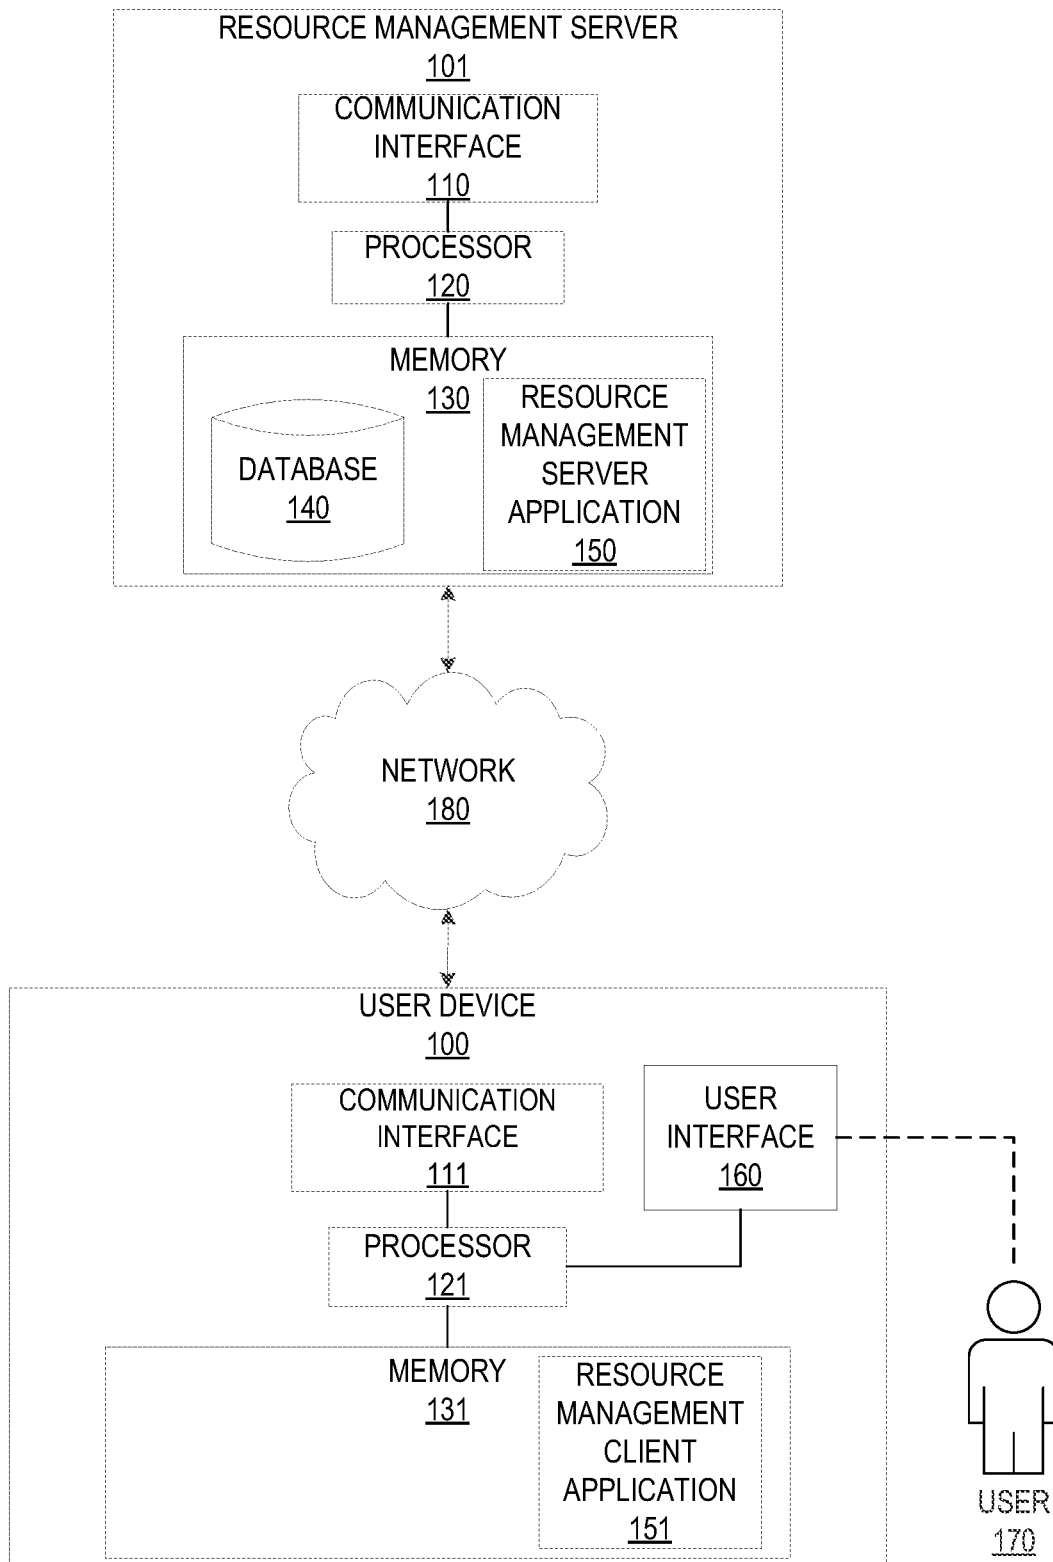 RESOURCE MANAGEMENT SERVER
101
COMMUNICATION
INTERFACE
110
PROCESSOR
120
MEMORY
130
DATABASE
140
RESOURCE
MANAGEMENT
SERVER
APPLICATION
150
NETWORK
180
USER DEVICE
100
COMMUNICATION
INTERFACE
111
USER
INTERFACE
160
PROCESSOR
121
MEMORY
131
RESOURCE
MANAGEMENT
CLIENT
APPLICATION
151
USER
170